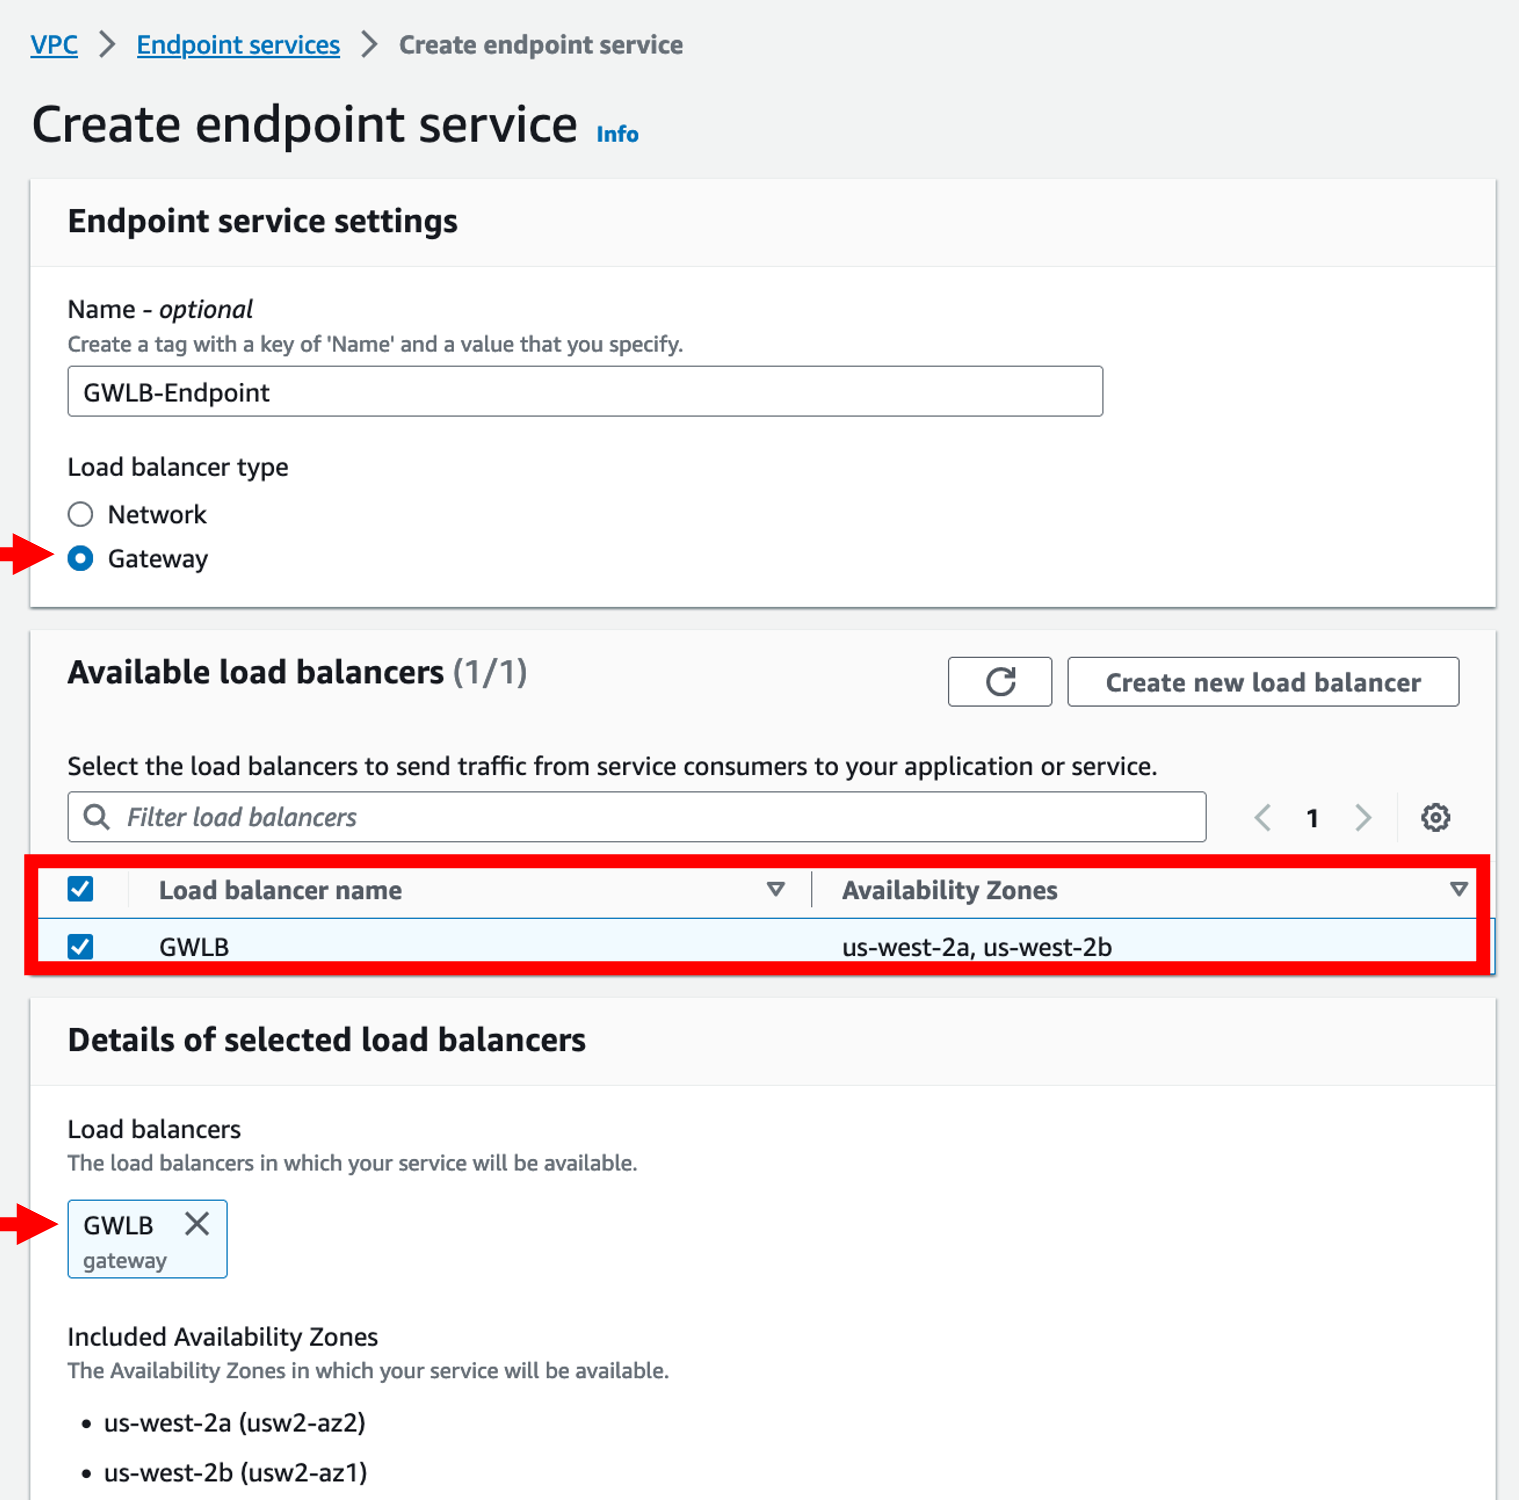 VPC > Endpoint services > Create endpoint service
Create endpoint service Info
Endpoint service settings
Name - optional
Create a tag with a key of 'Name' and a value that you specify.
GWLB-Endpoint
Load balancer type
Network
Gateway
Available load balancers (1/1)
Create new load balancer
Select the load balancers to send traffic from service consumers to your application or service.
Filter load balancers
1
Load balancer name
Availability Zones
GWLB
us-west-2a, us-west-2b
Details of selected load balancers
Load balancers
The load balancers in which your service will be available.
GWLB
gateway
Included Availability Zones
The Availability Zones in which your service will be available.
• us-west-2a (usw2-az2)
• us-west-2b (usw2-az1)